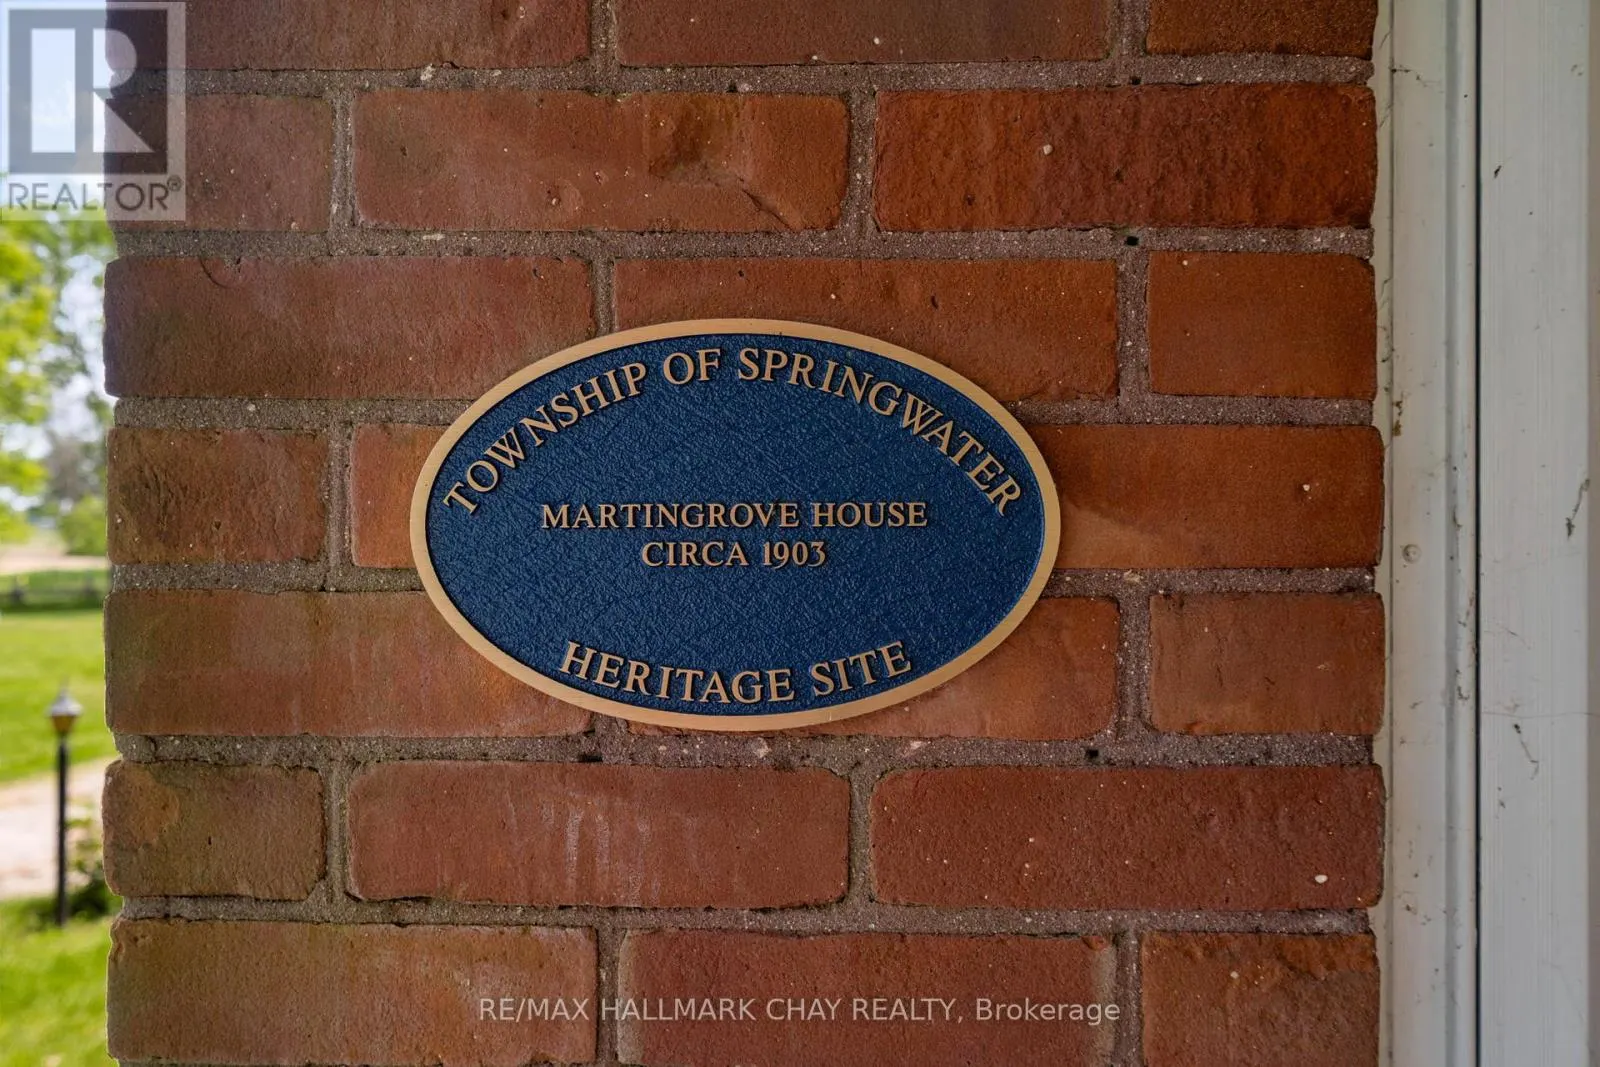 REALTOR®
TOWNSHIP OF SPRINGWATER
MARTINGROVE HOUSE
CIRCA 1903
HERITAGE SITE
RE/MAX HALLMARK CHAY REALTY, Brokerage